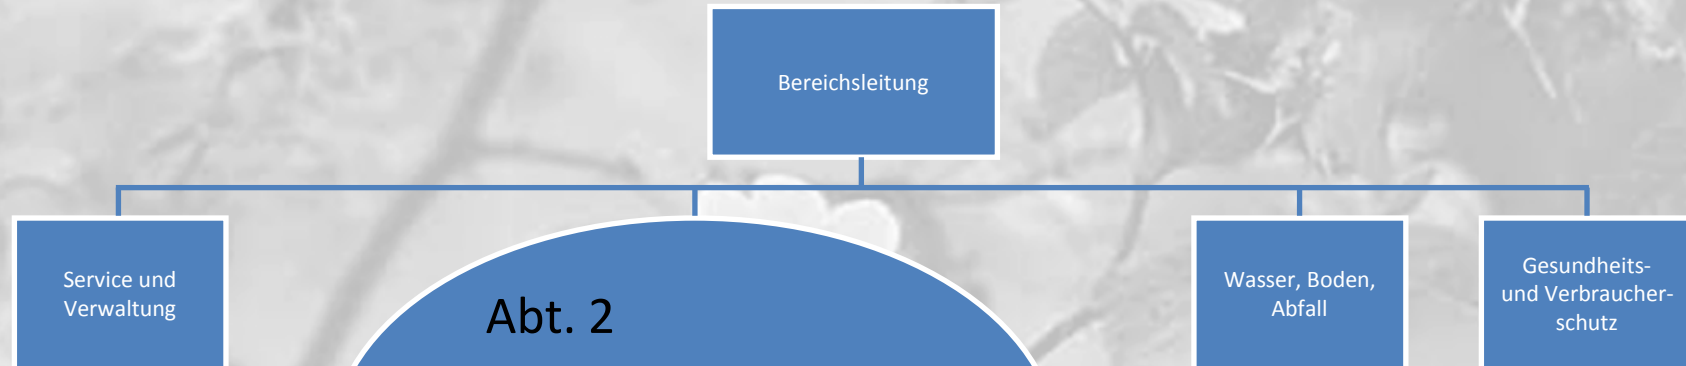 Bereichsleitung
Service und
Verwaltung
Abt. 2
Wasser, Boden,
Abfall
Gesundheits-
und Verbraucher-
schutz